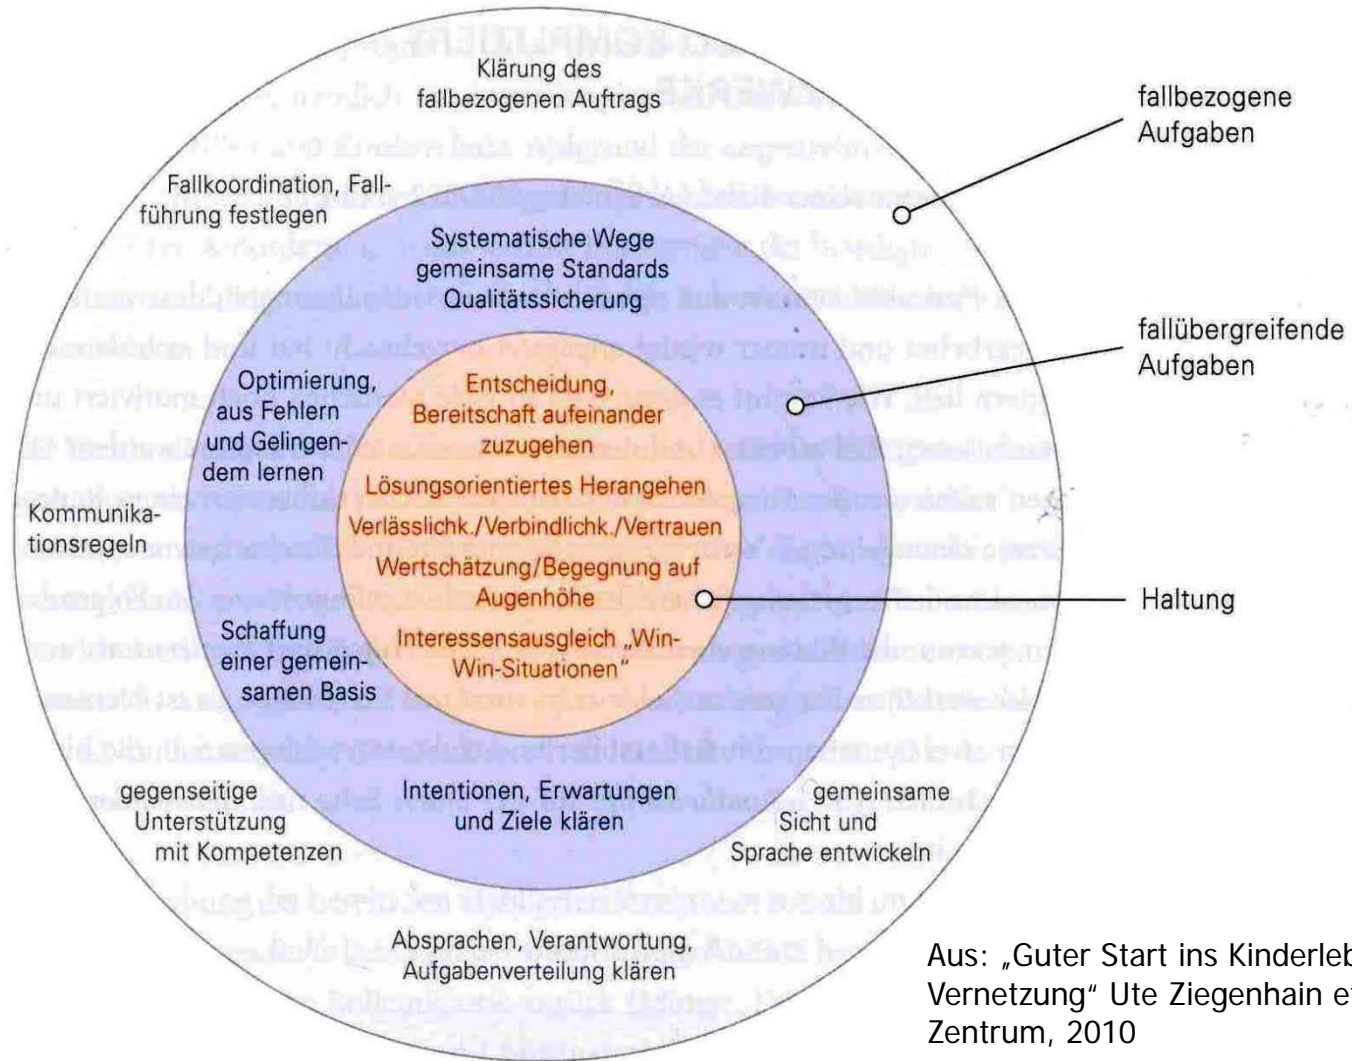 Klärung des
fallbezogenen Auftrags
fallbezogene
Aufgaben
Fallkoordination, Fall-
führung festlegen
Systematische Wege
gemeinsame Standards
Qualitätssicherung
fallübergreifende
Aufgaben
Optimierung,
aus Fehlern
und Gelingen-
dem lernen
Entscheidung,
Bereitschaft aufeinander
zuzugehen
Lösungsorientiertes Herangehen
Verlässlichk./Verbindlichk./Vertrauen
Wertschätzung/Begegnung auf
Augenhöhe
Interessensausgleich „Win-
Win-Situationen"
Kommunika-
tionsregeln
Haltung
Schaffung
einer gemein-
samen Basis
gegenseitige
Unterstützung
mit Kompetenzen
Intentionen, Erwartungen
und Ziele klären
gemeinsame
Sicht und
Sprache entwickeln
Absprachen, Verantwortung,
Aufgabenverteilung klären
Aus: „Guter Start ins Kinderleb
Vernetzung“ Ute Ziegenhain e
Zentrum, 2010